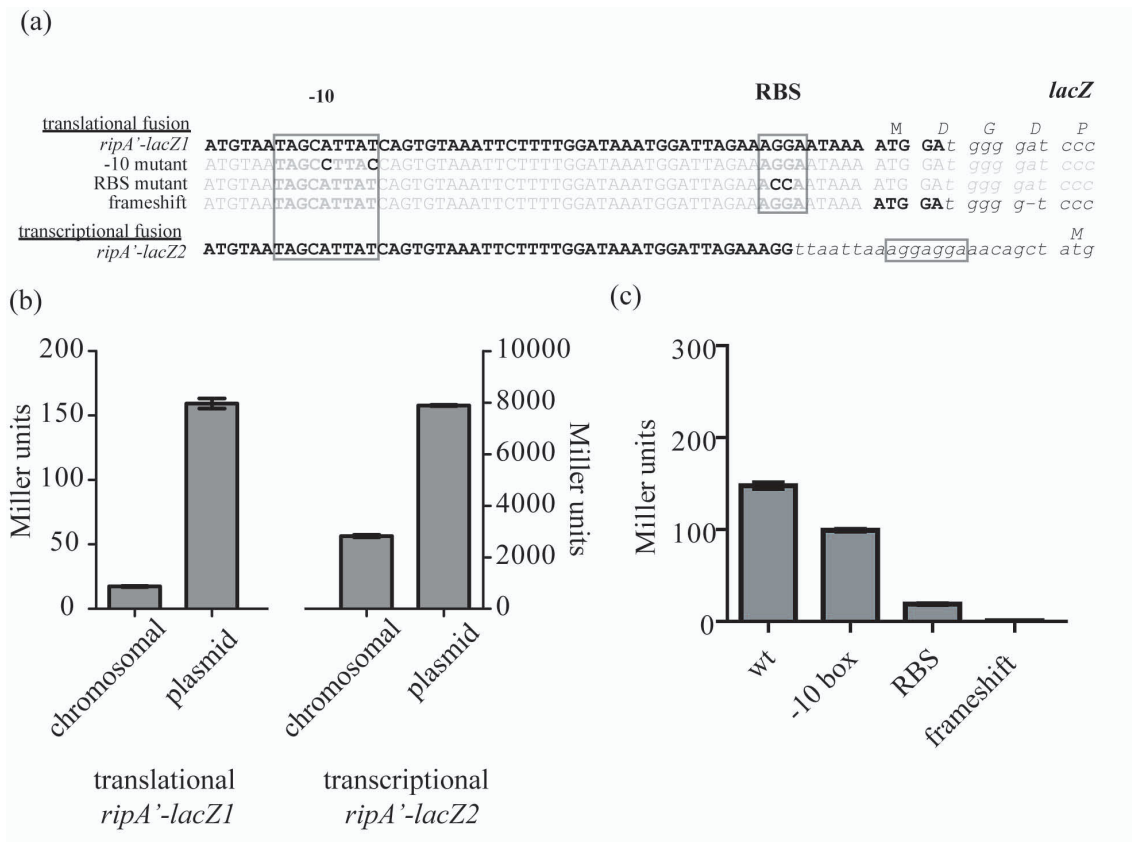 (a)
-10 RBS lacZ
translational fusion M D G D P
ripA'-lacZ1 ATGTAATAGCATTATCAGTGTAAATTCTTTTGGATAAATGGATTAGAAAGGAATAAA ATG GAt ggg gat ccc
-10 mutant ATGTAATAGCCTTACCAGTGTAAATTCTTTTGGATAAATGGATTAGAAAGGAATAAA ATG GAt ggg gat ccc
RBS mutant ATGTAATAGCATTATCAGTGTAAATTCTTTTGGATAAATGGATTAGAAACCAATAAA ATG GAt ggg gat ccc
frameshift ATGTAATAGCATTATCAGTGTAAATTCTTTTGGATAAATGGATTAGAAAGGAATAAA ATG GAt ggg g-t ccc
transcriptional fusion M
ripA'-lacZ2 ATGTAATAGCATTATCAGTGTAAATTCTTTTGGATAAATGGATTAGAAAGGttaattaaaggaggaaacagct atg
(b)
200
150
100
50
0
Miller units
10000
8000
6000
4000
2000
0
Miller units
chromosomal
plasmid
chromosomal
plasmid
translational
ripA'-lacZ1
transcriptional
ripA'-lacZ2
(c)
300
200
100
0
Miller units
wt
-10 box
RBS
frameshift